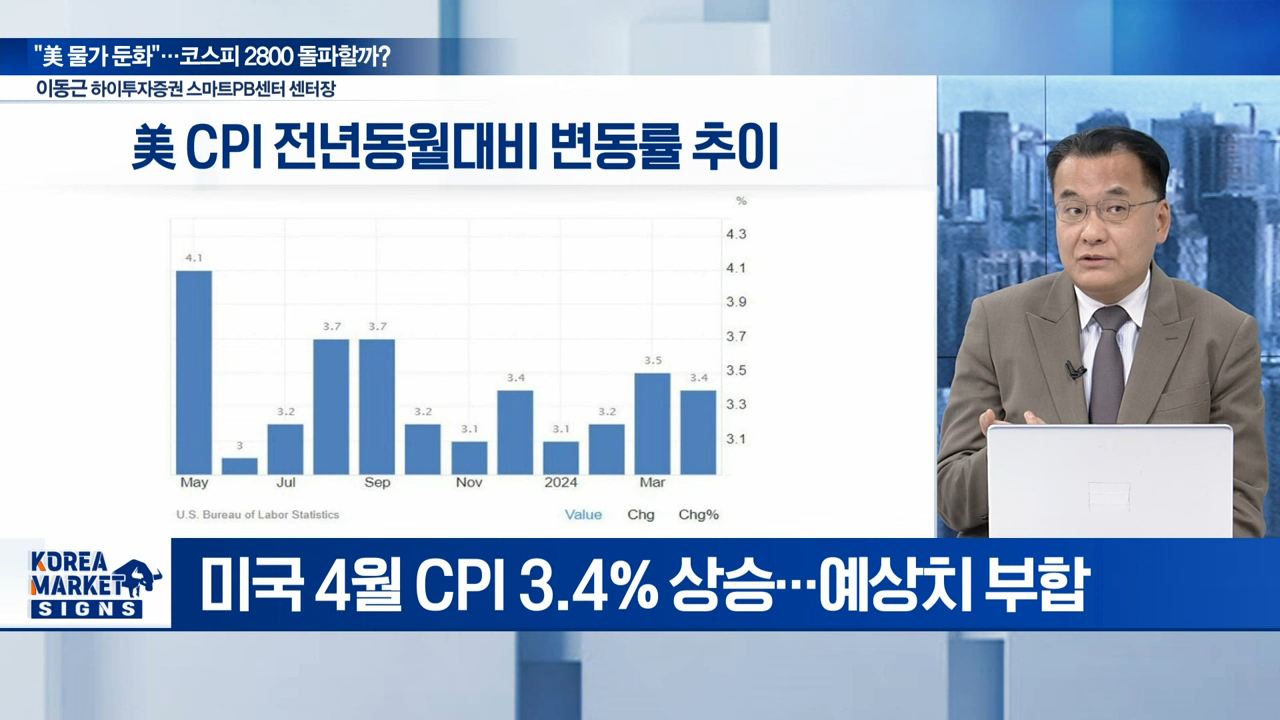 "美 물가 둔화"…코스피 2800 돌파할까?
이동근 하이투자증권 스마트PB센터 센터장
美 CPI 전년동월대비 변동률 추이
%
4.3
4.1
3.9
3.7
3.5
3.3
3.1
4.1
3
3.2
3.7
3.7
3.2
3.1
3.4
3.1
3.2
3.5
3.4
May Jul Sep Nov 2024 Mar
U.S. Bureau of Labor Statistics
Value Chg Chg%
KOREA
MARKET
SIGNS
미국 4월 CPI 3.4% 상승…예상치 부합